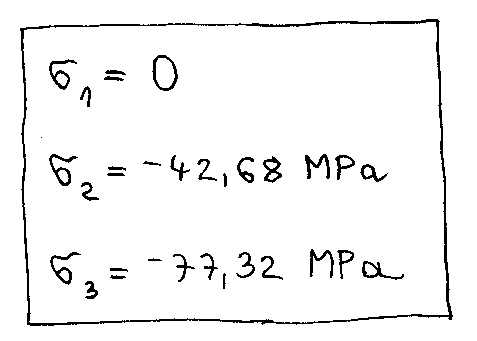 σ₁ = 0
σ₂ = -42,68 MPa
σ₃ = -77,32 MPa